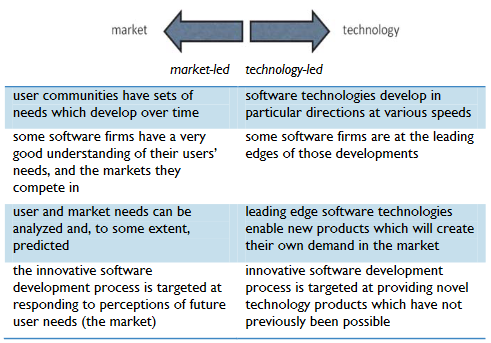 market technology
market-led technology-led
user communities have sets of
needs which develop over time
software technologies develop in
particular directions at various speeds
some software firms have a very
good understanding of their users'
needs, and the markets they
compete in
some software firms are at the leading
edges of those developments
user and market needs can be
analyzed and, to some extent,
predicted
leading edge software technologies
enable new products which will create
their own demand in the market
the innovative software
development process is targeted at
responding to perceptions of future
user needs (the market)
innovative software development
process is targeted at providing novel
technology products which have not
previously been possible